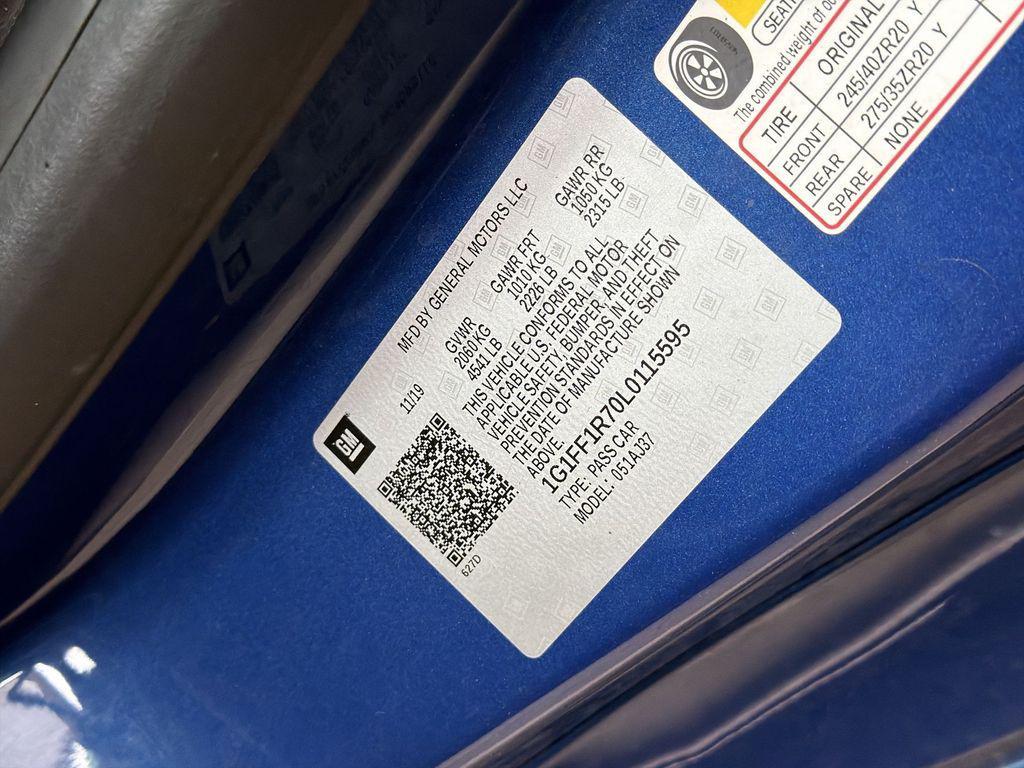 GM
11/19
MFD BY GENERAL MOTORS LLC
GVWR GAWR FRT GAWR RR
2060KG 1010 KG 1050 KG
4541 LB 2226 LB 2315 LB
THIS VEHICLE CONFORMS TO ALL
APPLICABLE U.S. FEDERAL MOTOR
VEHICLE SAFETY, BUMPER, AND THEFT
PREVENTION STANDARDS IN EFFECT ON
THE DATE OF MANUFACTURE SHOWN
ABOVE.
1G1FF1R70L0115595
TYPE: PASS CAR
MODEL: 051AJ37
627D
SEATI
The combined weight of oc
TIRE ORIGINAL
FRONT 245/40ZR20 Y
REAR 275/35ZR20 Y
SPARE NONE